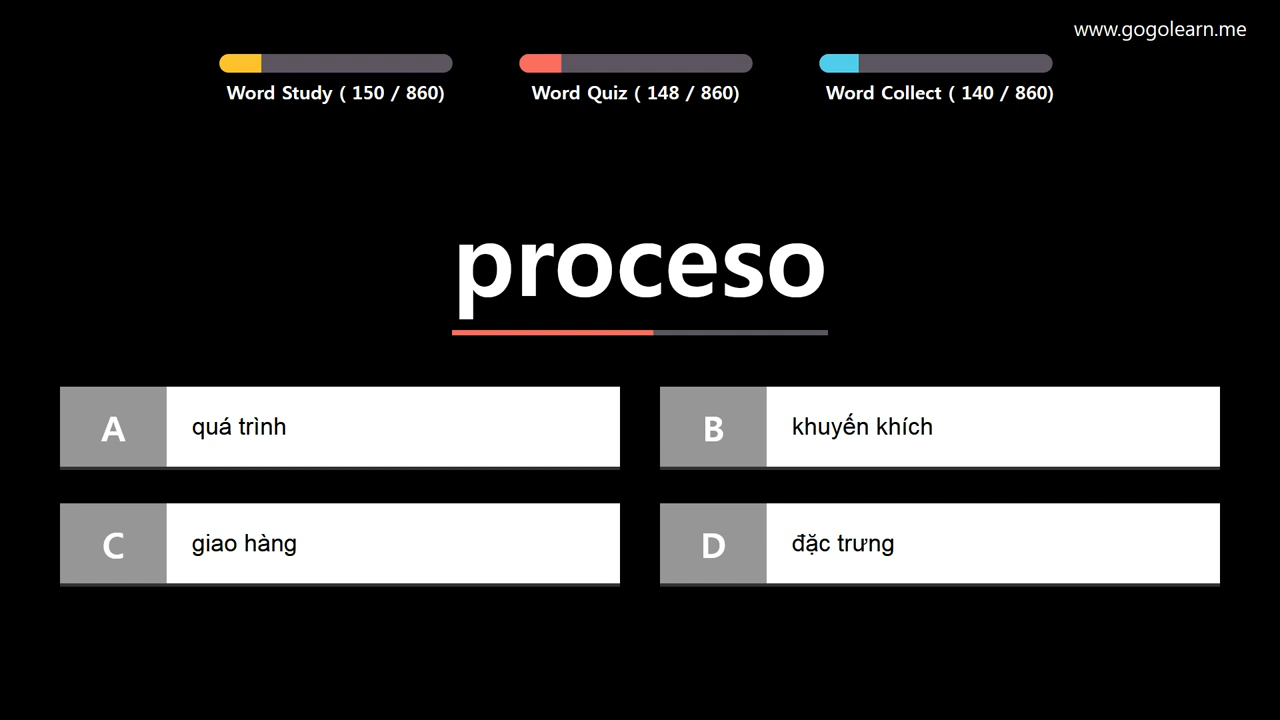 www.gogolearn.me
Word Study ( 150 / 860)
Word Quiz ( 148 / 860)
Word Collect ( 140 / 860)
proceso
A
quá trình
B
khuyến khích
C
giao hàng
D
đặc trưng